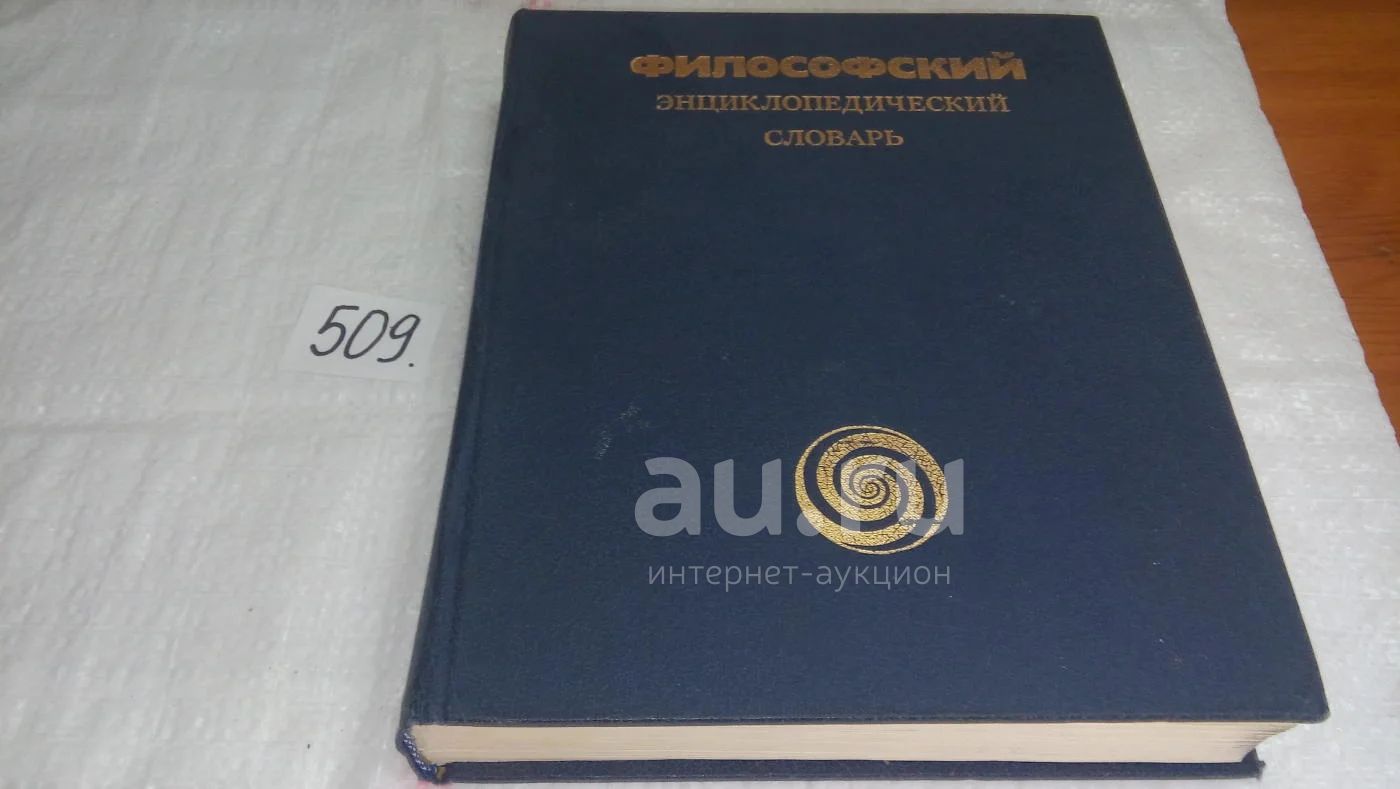 ФИЛОСОФСКИЙ
ЭНЦИКЛОПЕДИЧЕСКИЙ
СЛОВАРЬ
509.
au.ru
интернет-аукцион